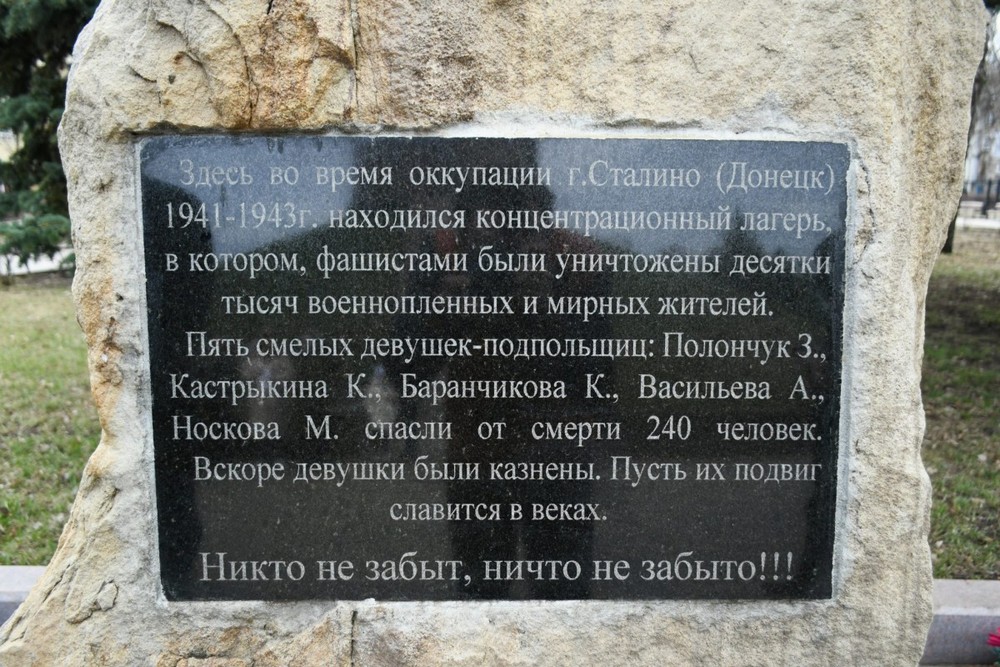 Здесь во время оккупации г.Сталино (Донецк)
1941-1943г. находился концентрационный лагерь,
в котором, фашистами были уничтожены десятки
тысяч военнопленных и мирных жителей.
Пять смелых девушек-подпольщиц: Полончук З.,
Кастрыкина К., Баранчикова К., Васильева А.,
Носкова М. спасли от смерти 240 человек.
Вскоре девушки были казнены. Пусть их подвиг
славится в веках.
Никто не забыт, ничто не забыто!!!